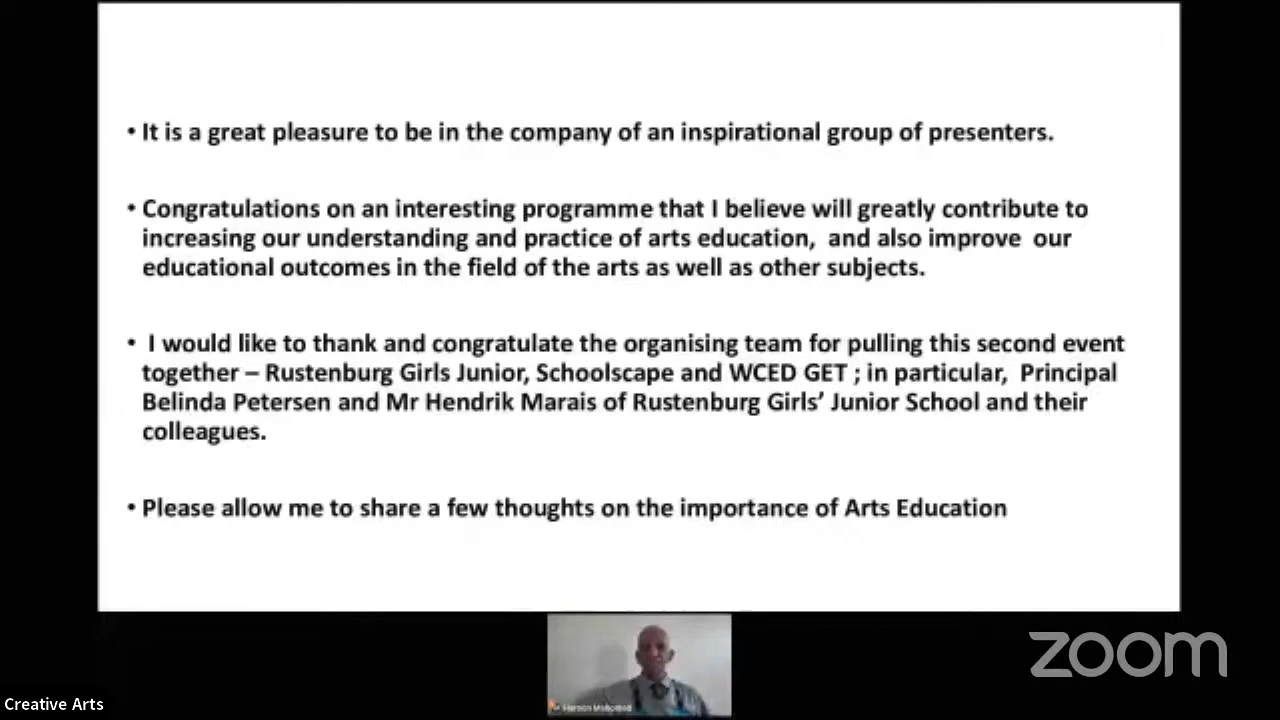 • It is a great pleasure to be in the company of an inspirational group of presenters.
• Congratulations on an interesting programme that I believe will greatly contribute to
increasing our understanding and practice of arts education,  and also improve  our
educational outcomes in the field of the arts as well as other subjects.
•  I would like to thank and congratulate the organising team for pulling this second event
together – Rustenburg Girls Junior, Schoolscape and WCED GET ; in particular,  Principal
Belinda Petersen and Mr Hendrik Marais of Rustenburg Girls’ Junior School and their
colleagues.
• Please allow me to share a few thoughts on the importance of Arts Education
zoom
Creative Arts